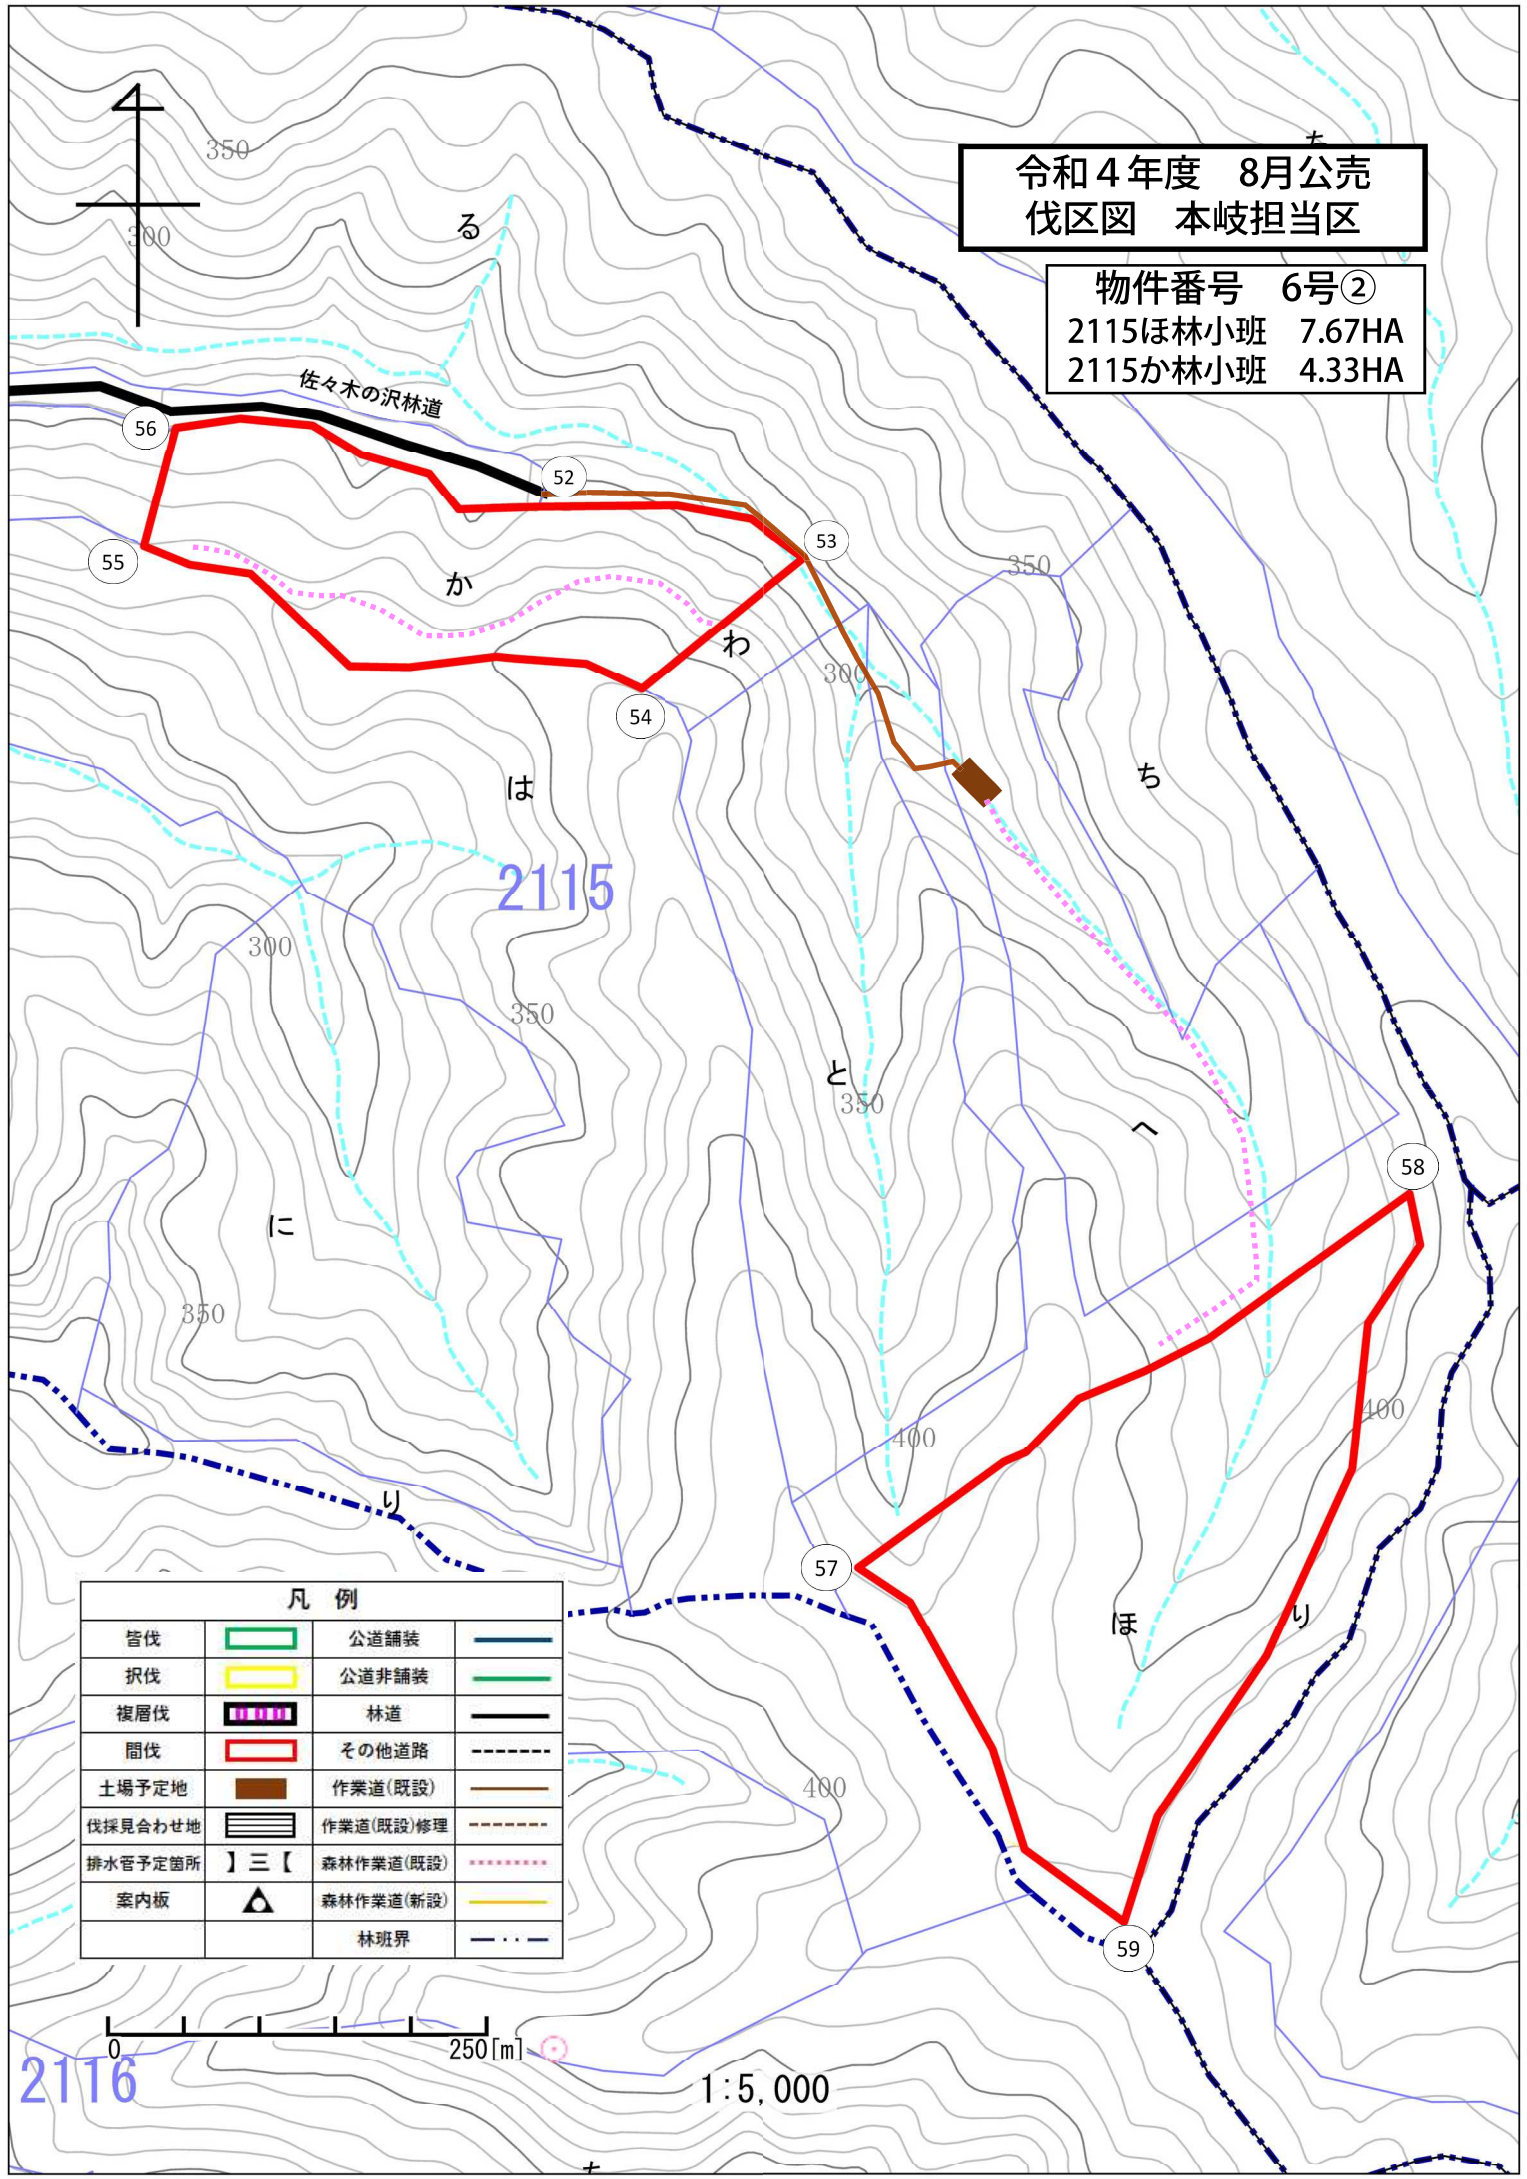 令和４年度　8月公売
伐区図　本岐担当区
物件番号　6号②
2115ほ林小班　7.67HA
2115か林小班　4.33HA
350
300
る
佐々木の沢林道
56
52
53
55
か
わ
54
350
300
ち
は
2115
300
350
と
350
へ
58
に
350
400
400
り
57
ほ
り
400
59
凡　例
皆伐
公道舗装
択伐
公道非舗装
複層伐
林道
間伐
その他道路
土場予定地
作業道(既設)
伐採見合わせ地
作業道(既設)修理
排水管予定箇所
】三【
森林作業道(既設)
案内板
森林作業道(新設)
林班界
0
250[m]
2116
1:5,000